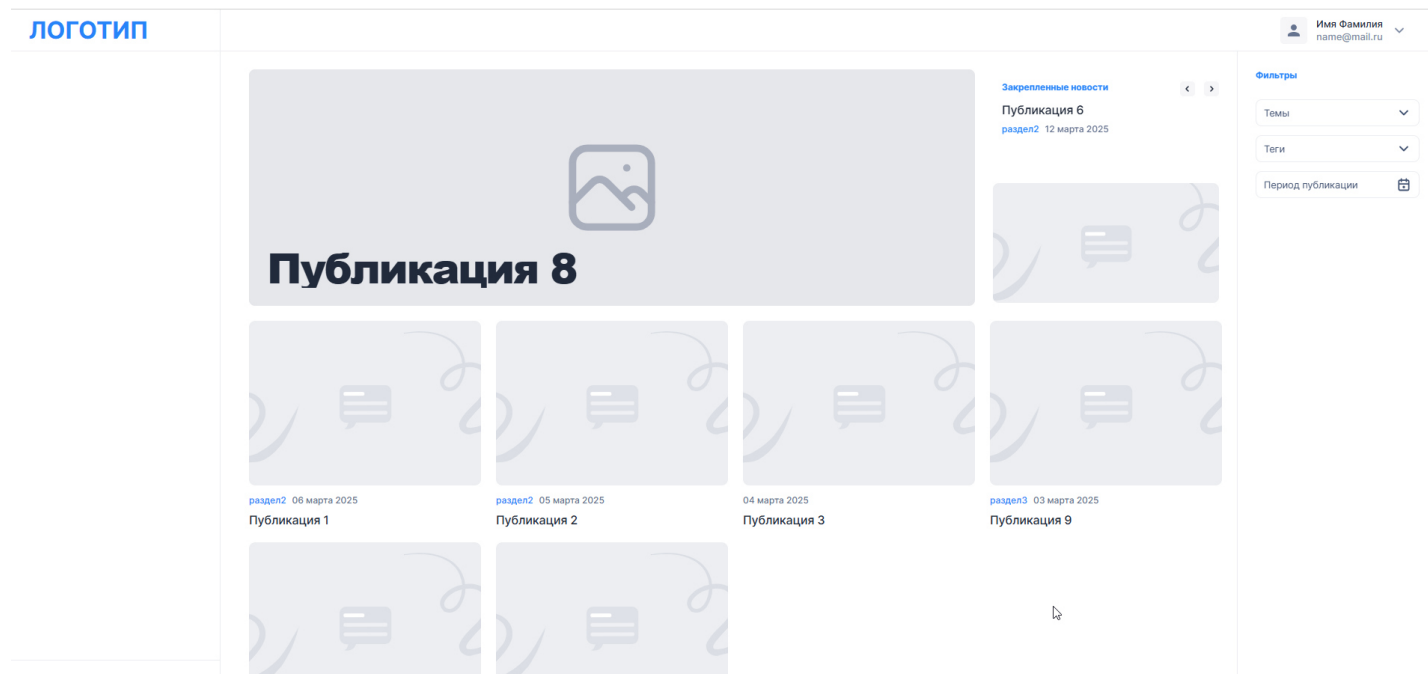 ЛОГОТИП
Имя Фамилия
name@mail.ru
Публикация 8
Закрепленные новости
Публикация 6
раздел2 12 марта 2025
Фильтры
Темы
Теги
Период публикации
раздел2 06 марта 2025
Публикация 1
раздел2 05 марта 2025
Публикация 2
04 марта 2025
Публикация 3
раздел3 03 марта 2025
Публикация 9